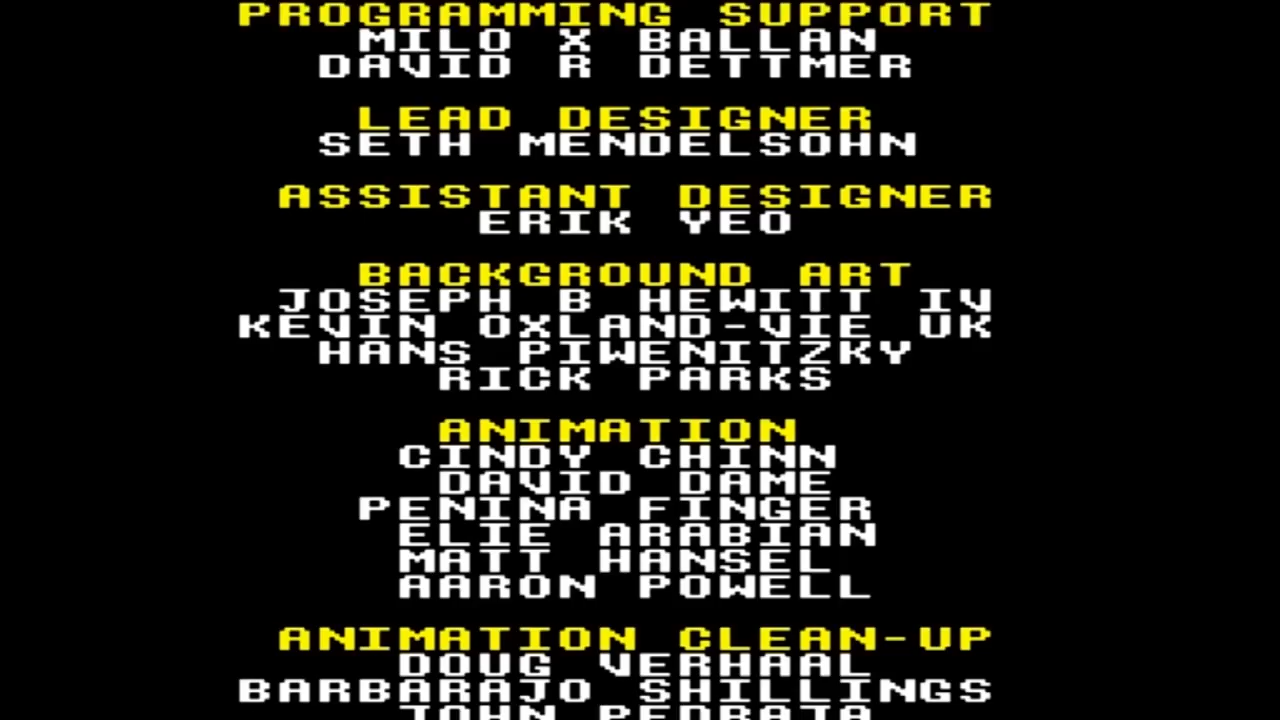 PROGRAMMING SUPPORT
MILO X BALLAN
DAVID R DETTMER
LEAD DESIGNER
SETH MENDELSOHN
ASSISTANT DESIGNER
ERIK YEO
BACKGROUND ART
JOSEPH B HEWITT IV
KEVIN OXLAND-VIE UK
HANS PIWENITZKY
RICK PARKS
ANIMATION
CINDY CHINN
DAVID DAME
PENINA FINGER
ELIE ARABIAN
MATT HANSEL
AARON POWELL
ANIMATION CLEAN-UP
DOUG VERHAAL
BARBARAJO SHILLINGS
JOHN PEDRAJA